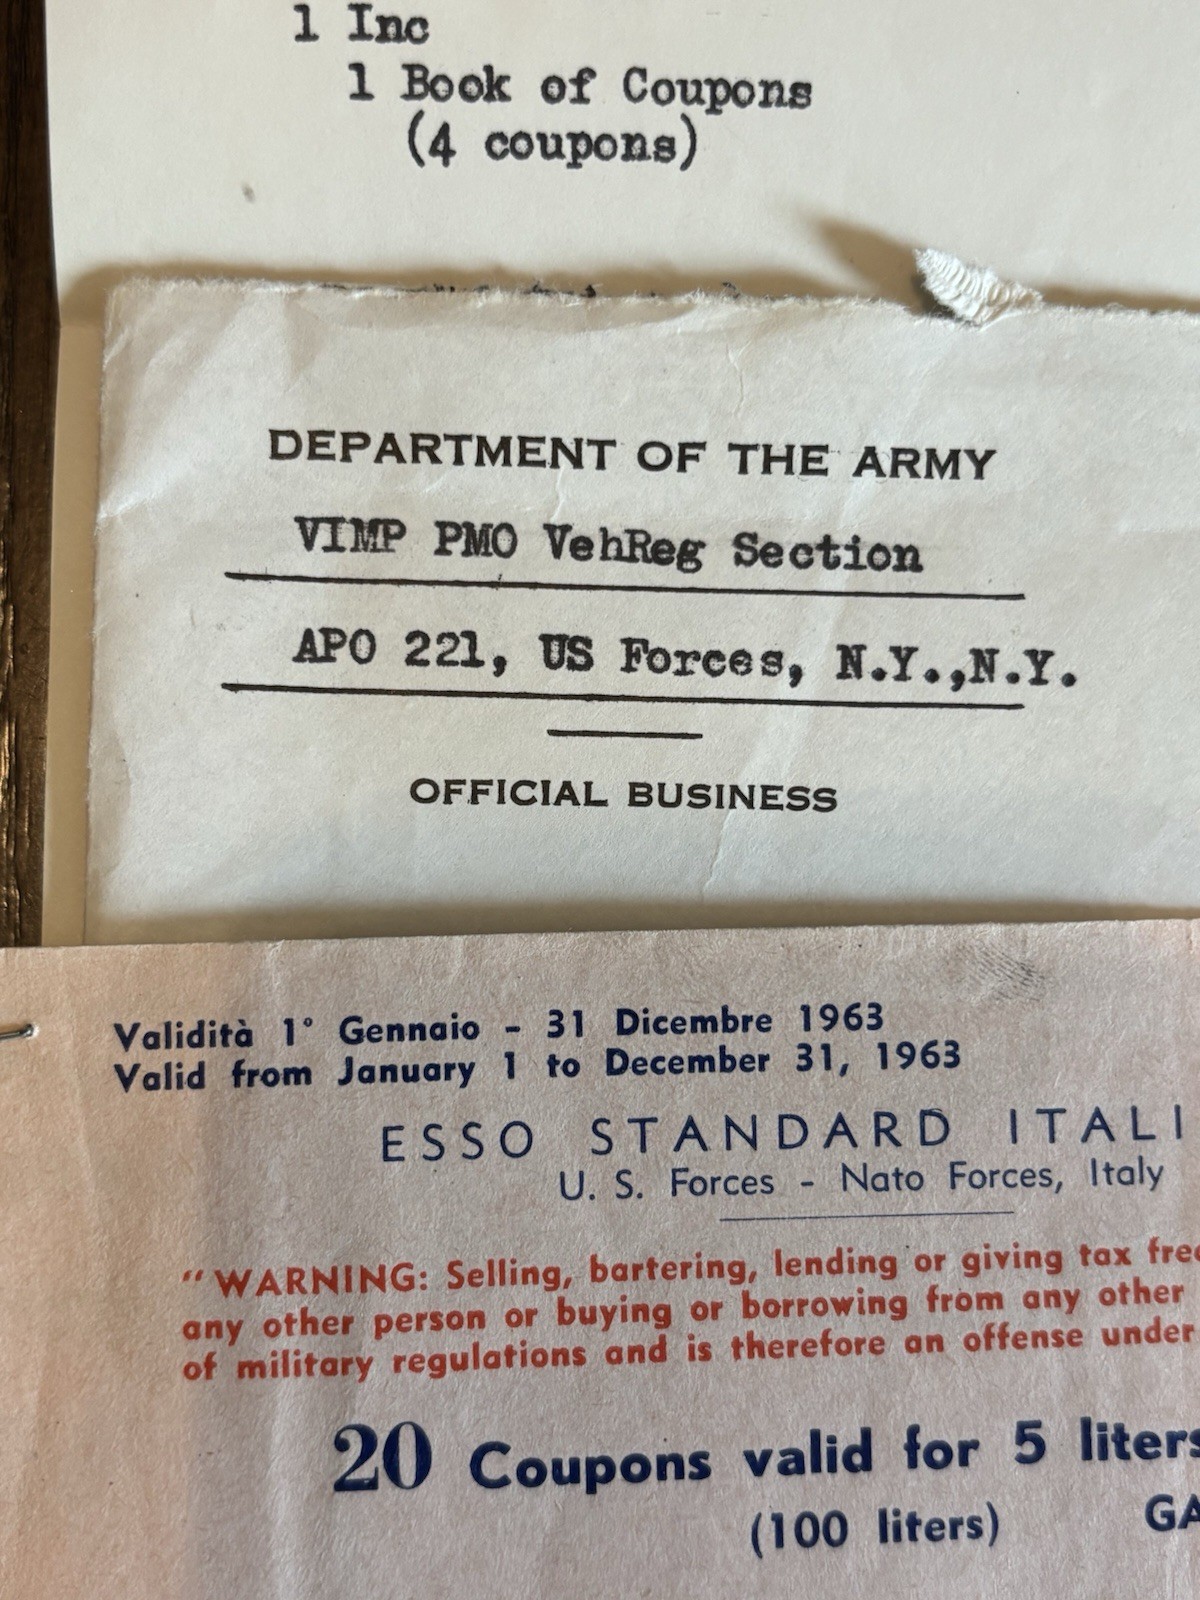 1 Inc
1 Book of Coupons
(4 coupons)
DEPARTMENT OF THE ARMY
VIMP PMO VehReg Section
APO 221, US Forces, N.Y.,N.Y.
OFFICIAL BUSINESS
Validità 1° Gennaio - 31 Dicembre 1963
Valid from January 1 to December 31, 1963
ESSO STANDARD ITALI
U. S. Forces - Nato Forces, Italy
"WARNING: Selling, bartering, lending or giving tax free
any other person or buying or borrowing from any other
of military regulations and is therefore an offense under
20 Coupons valid for 5 liters
(100 liters) GA